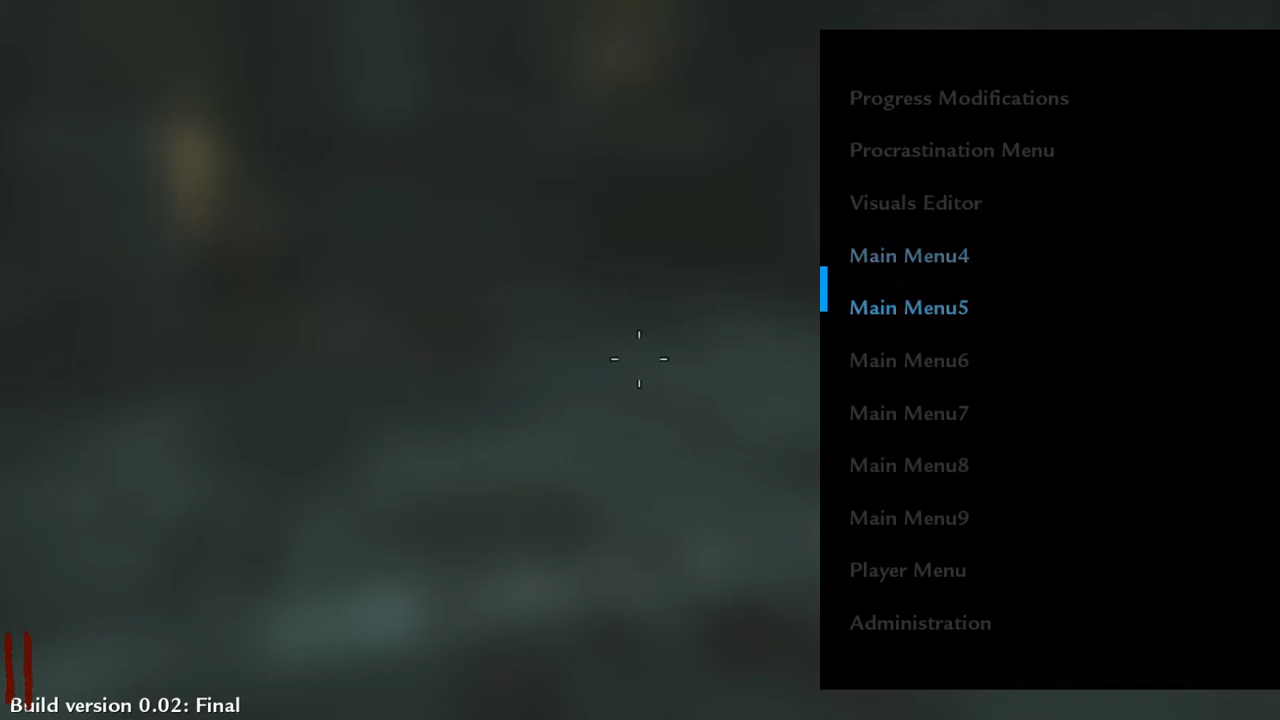 Progress Modifications
Procrastination Menu
Visuals Editor
Main Menu4
Main Menu5
Main Menu6
Main Menu7
Main Menu8
Main Menu9
Player Menu
Administration
Build version 0.02: Final